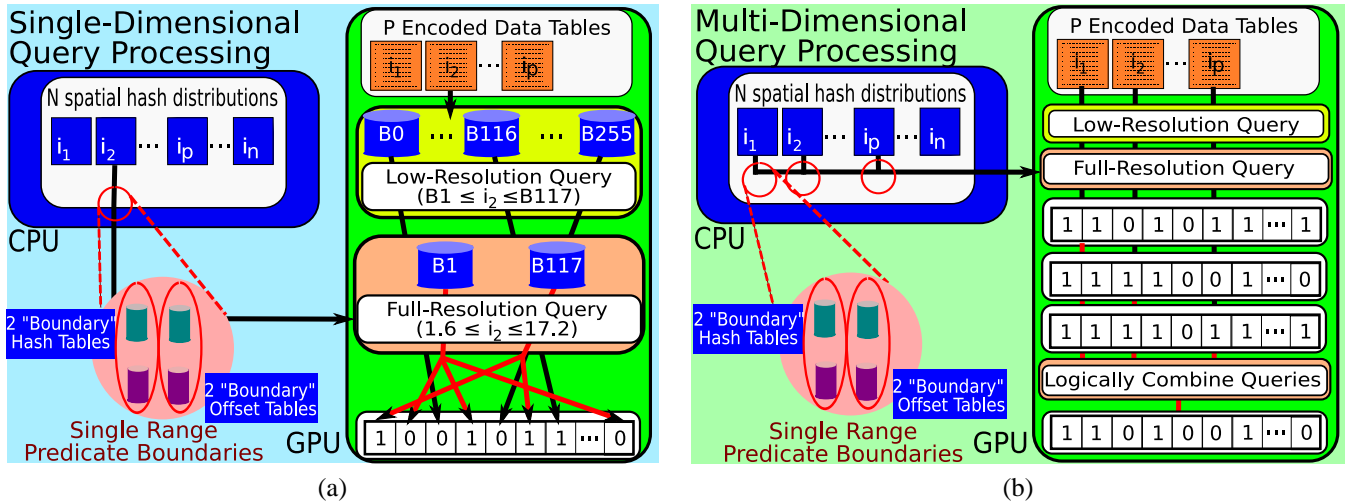 Single-Dimensional
Query Processing
N spatial hash distributions
i1 i2 ... ip ... in
CPU
2 "Boundary"
Hash Tables
2 "Boundary"
Offset Tables
Single Range
Predicate Boundaries
P Encoded Data Tables
i1 i2 ... ip
B0 ... B116 ... B255
Low-Resolution Query
(B1 ≤ i2 ≤B117)
B1 B117
Full-Resolution Query
(1.6 ≤ i2 ≤17.2)
GPU
1 0 0 1 0 1 1 ... 0
(a)
Multi-Dimensional
Query Processing
N spatial hash distributions
i1 i2 ... ip ... in
CPU
2 "Boundary"
Hash Tables
2 "Boundary"
Offset Tables
Single Range
Predicate Boundaries
P Encoded Data Tables
i1 i2 ... ip
Low-Resolution Query
Full-Resolution Query
1 1 0 1 0 1 1 ... 1
1 1 1 1 0 0 1 ... 0
1 1 1 1 0 1 1 ... 1
Logically Combine Queries
1 1 0 1 0 0 1 ... 0
GPU
(b)